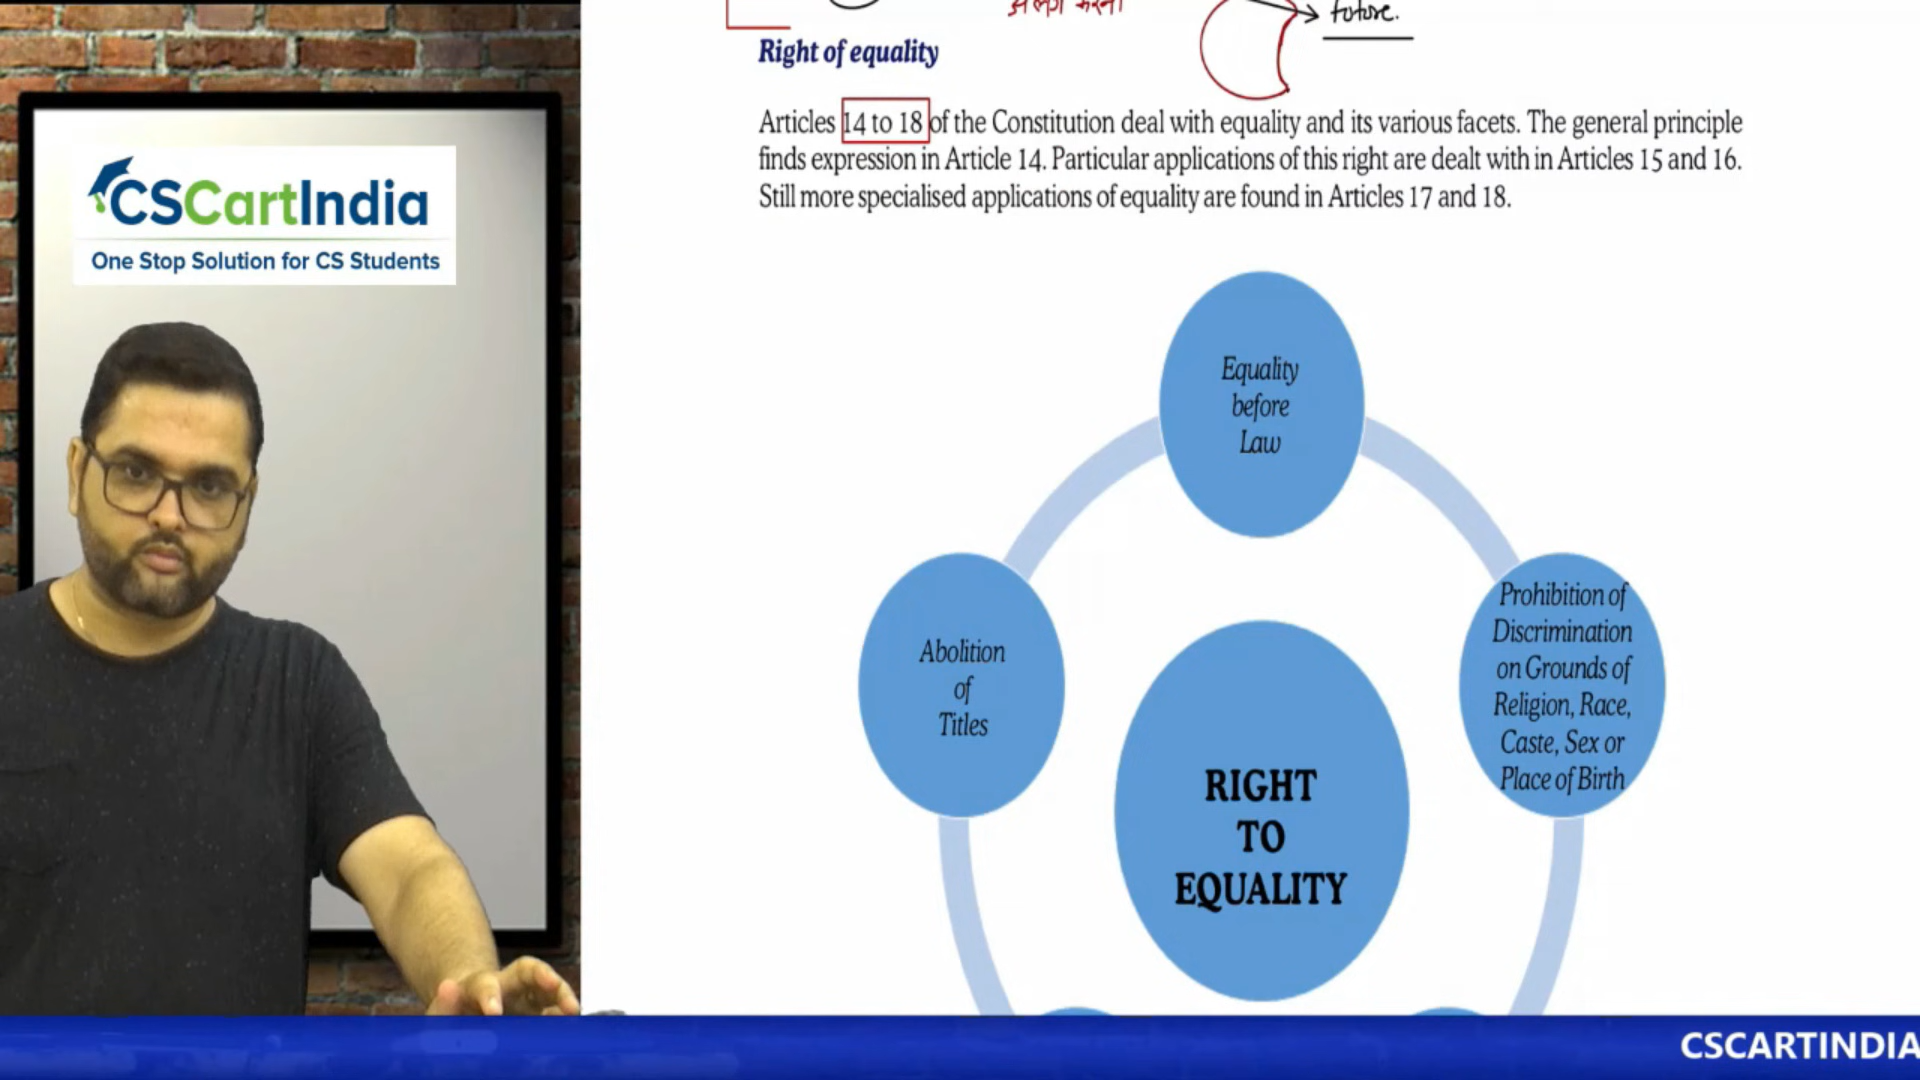 CSCartIndia
One Stop Solution for CS Students
अलग करना
future.
Right of equality
Articles 14 to 18 of the Constitution deal with equality and its various facets. The general principle
finds expression in Article 14. Particular applications of this right are dealt with in Articles 15 and 16.
Still more specialised applications of equality are found in Articles 17 and 18.
Equality
before
Law
Prohibition of
Discrimination
on Grounds of
Religion, Race,
Caste, Sex or
Place of Birth
Abolition
of
Titles
RIGHT
TO
EQUALITY
CSCARTINDIA